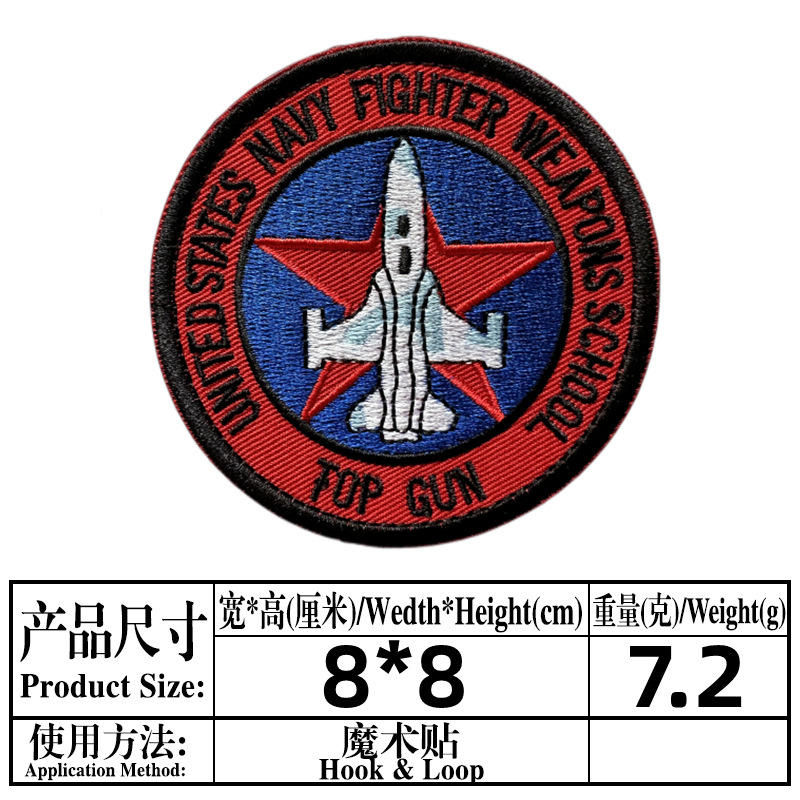 UNITED STATES NAVY FIGHTER WEAPONS SCHOOL
TOP GUN
产品尺寸
Product Size:
宽*高(厘米)/Wedth*Height(cm)
重量(克)/Weight(g)
8*8
7.2
使用方法:
Application Method:
魔术贴
Hook & Loop